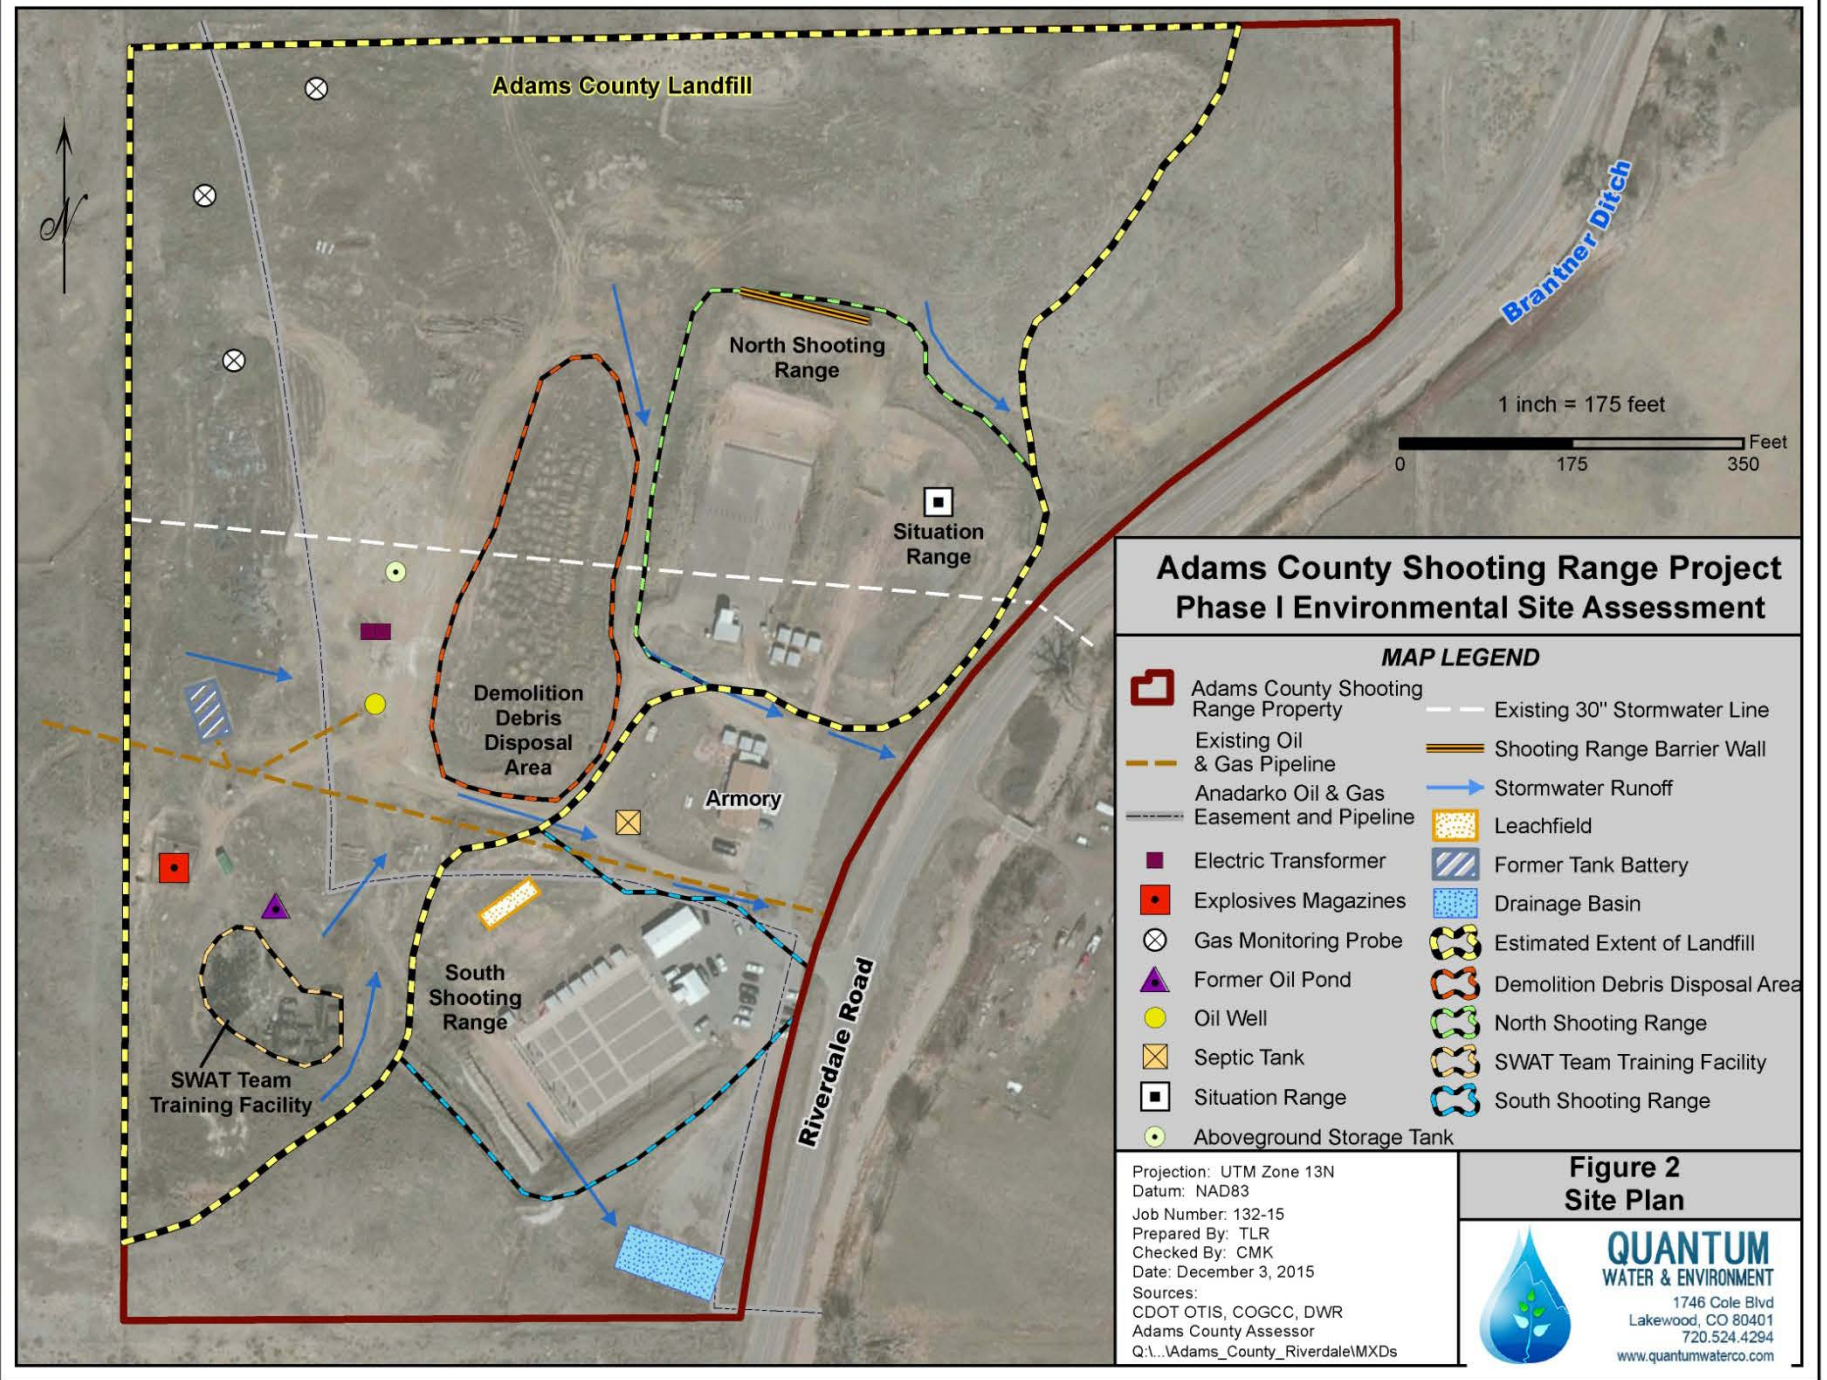 Adams County Landfill
N
Brantner Ditch
North Shooting
Range
1 inch = 175 feet
Feet
0 175 350
Situation
Range
Demolition
Debris
Disposal
Area
Armory
South
Shooting
Range
SWAT Team
Training Facility
Riverdale Road
Adams County Shooting Range Project
Phase I Environmental Site Assessment
MAP LEGEND
Adams County Shooting
Range Property
Existing Oil
& Gas Pipeline
Anadarko Oil & Gas
Easement and Pipeline
Electric Transformer
Explosives Magazines
Gas Monitoring Probe
Former Oil Pond
Oil Well
Septic Tank
Situation Range
Aboveground Storage Tank
Existing 30" Stormwater Line
Shooting Range Barrier Wall
Stormwater Runoff
Leachfield
Former Tank Battery
Drainage Basin
Estimated Extent of Landfill
Demolition Debris Disposal Area
North Shooting Range
SWAT Team Training Facility
South Shooting Range
Projection: UTM Zone 13N
Datum: NAD83
Job Number: 132-15
Prepared By: TLR
Checked By: CMK
Date: December 3, 2015
Sources:
CDOT OTIS, COGCC, DWR
Adams County Assessor
Q:\...\Adams_County_Riverdale\MXDs
Figure 2
Site Plan
QUANTUM
WATER & ENVIRONMENT
1746 Cole Blvd
Lakewood, CO 80401
720.524.4294
www.quantumwaterco.com